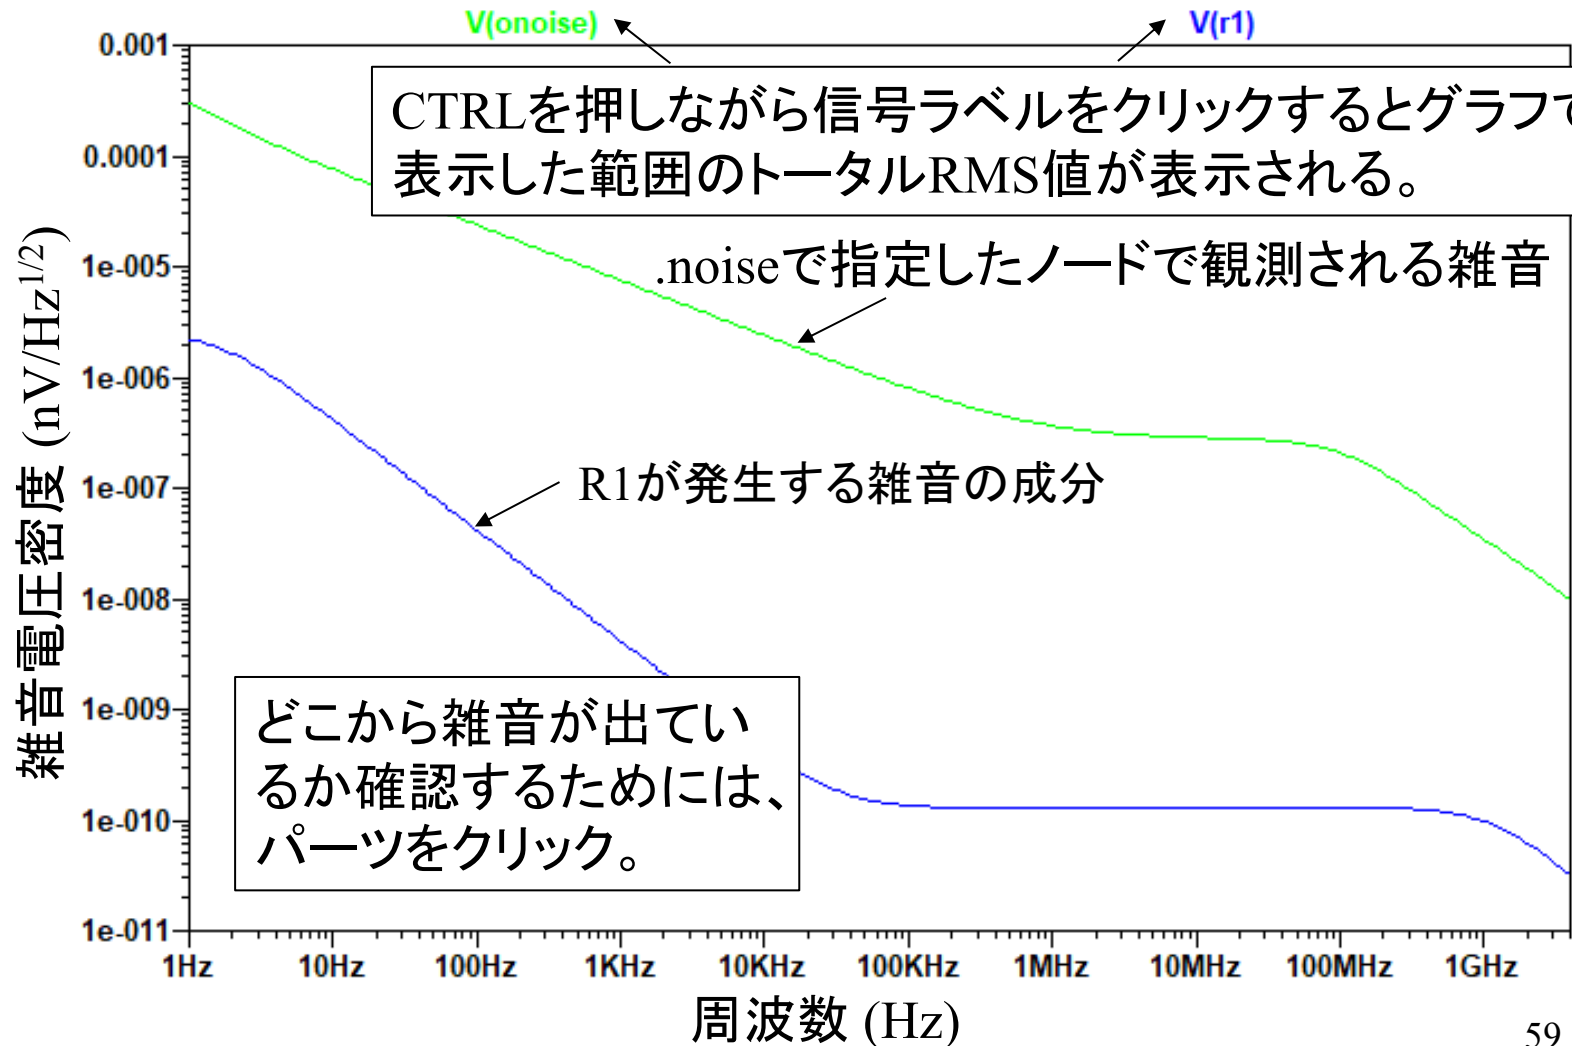 V(onoise)
V(r1)
CTRLを押しながら信号ラベルをクリックするとグラフで
表示した範囲のトータルRMS値が表示される。
.noiseで指定したノードで観測される雑音
R1が発生する雑音の成分
どこから雑音が出てい
るか確認するためには、
パーツをクリック。
雑音電圧密度 (nV/Hz1/2)
0.001
0.0001
1e-005
1e-006
1e-007
1e-008
1e-009
1e-010
1e-011
1Hz 10Hz 100Hz 1KHz 10KHz 100KHz 1MHz 10MHz 100MHz 1GHz
周波数 (Hz)
59